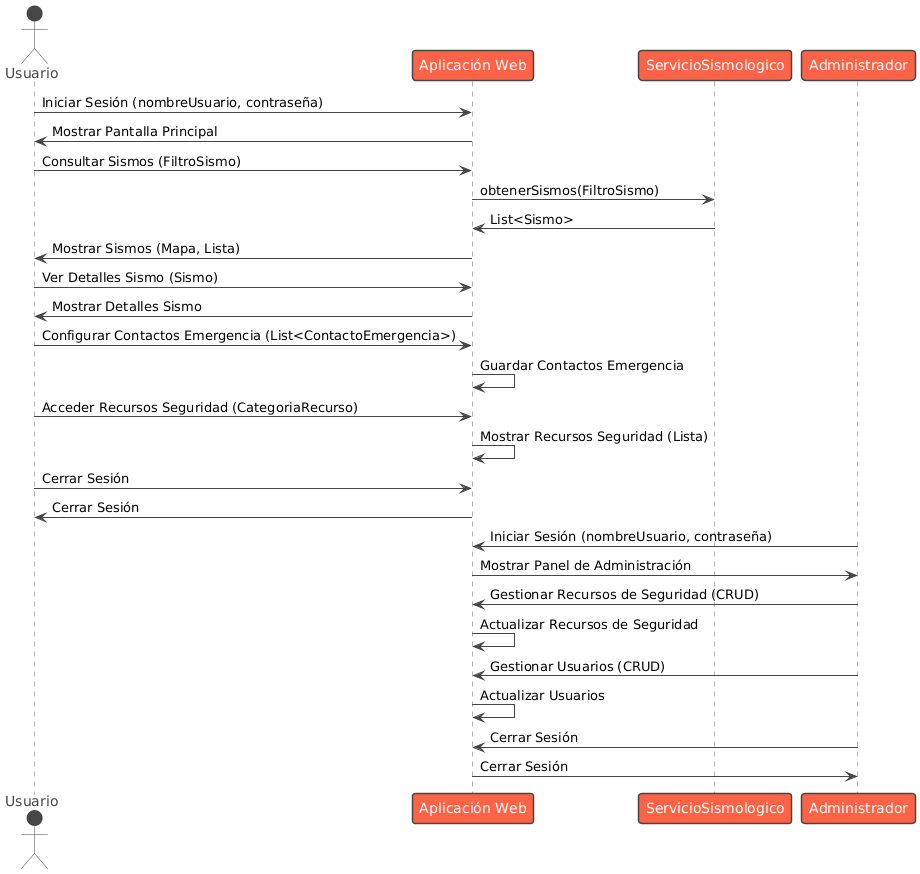 Usuario
Aplicación Web
ServicioSismologico
Administrador
Iniciar Sesión (nombreUsuario, contraseña)
Mostrar Pantalla Principal
Consultar Sismos (FiltroSismo)
obtenerSismos(FiltroSismo)
List<Sismo>
Mostrar Sismos (Mapa, Lista)
Ver Detalles Sismo (Sismo)
Mostrar Detalles Sismo
Configurar Contactos Emergencia (List<ContactoEmergencia>)
Guardar Contactos Emergencia
Acceder Recursos Seguridad (CategoriaRecurso)
Mostrar Recursos Seguridad (Lista)
Cerrar Sesión
Cerrar Sesión
Iniciar Sesión (nombreUsuario, contraseña)
Mostrar Panel de Administración
Gestionar Recursos de Seguridad (CRUD)
Actualizar Recursos de Seguridad
Gestionar Usuarios (CRUD)
Actualizar Usuarios
Cerrar Sesión
Cerrar Sesión
Usuario
Aplicación Web
ServicioSismologico
Administrador